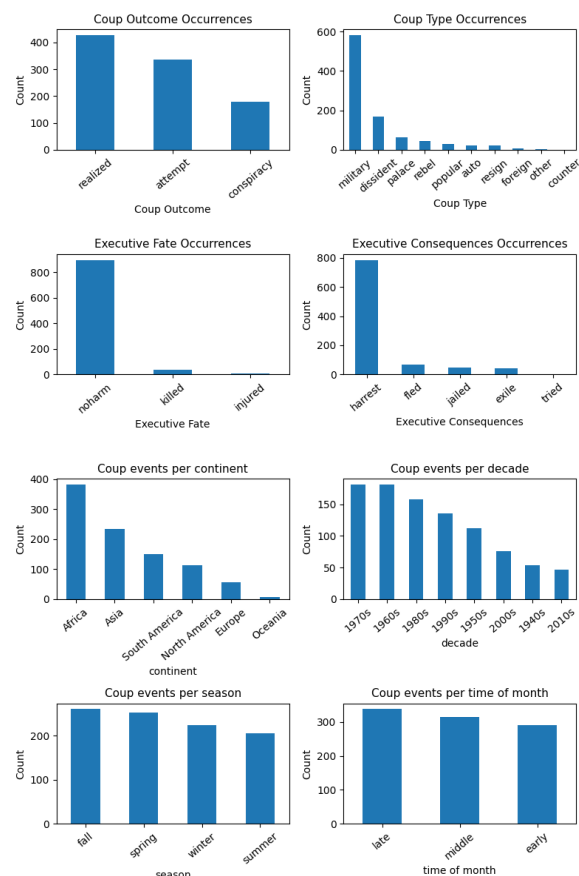 Coup Outcome Occurrences
Count
400
300
200
100
0
realized
attempt
conspiracy
Coup Outcome
Coup Type Occurrences
Count
600
400
200
0
military
dissident
palace
rebel
popular
auto
resign
foreign
other
counter
Coup Type
Executive Fate Occurrences
Count
800
600
400
200
0
noharm
killed
injured
Executive Fate
Executive Consequences Occurrences
Count
800
600
400
200
0
harrest
fled
jailed
exile
tried
Executive Consequences
Coup events per continent
Count
400
300
200
100
0
Africa
Asia
South America
North America
Europe
Oceania
continent
Coup events per decade
Count
150
100
50
0
1970s
1960s
1980s
1990s
1950s
2000s
1940s
2010s
decade
Coup events per season
Count
200
100
0
fall
spring
winter
summer
season
Coup events per time of month
Count
300
200
100
0
late
middle
early
time of month